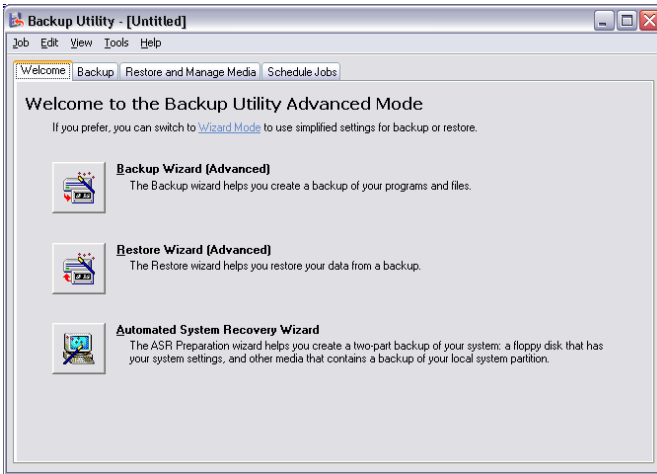 Backup Utility - [Untitled]
Job Edit View Tools Help
Welcome Backup Restore and Manage Media Schedule Jobs
Welcome to the Backup Utility Advanced Mode
If you prefer, you can switch to Wizard Mode to use simplified settings for backup or restore.
Backup Wizard (Advanced)
The Backup wizard helps you create a backup of your programs and files.
Restore Wizard (Advanced)
The Restore wizard helps you restore your data from a backup.
Automated System Recovery Wizard
The ASR Preparation wizard helps you create a two-part backup of your system: a floppy disk that has
your system settings, and other media that contains a backup of your local system partition.